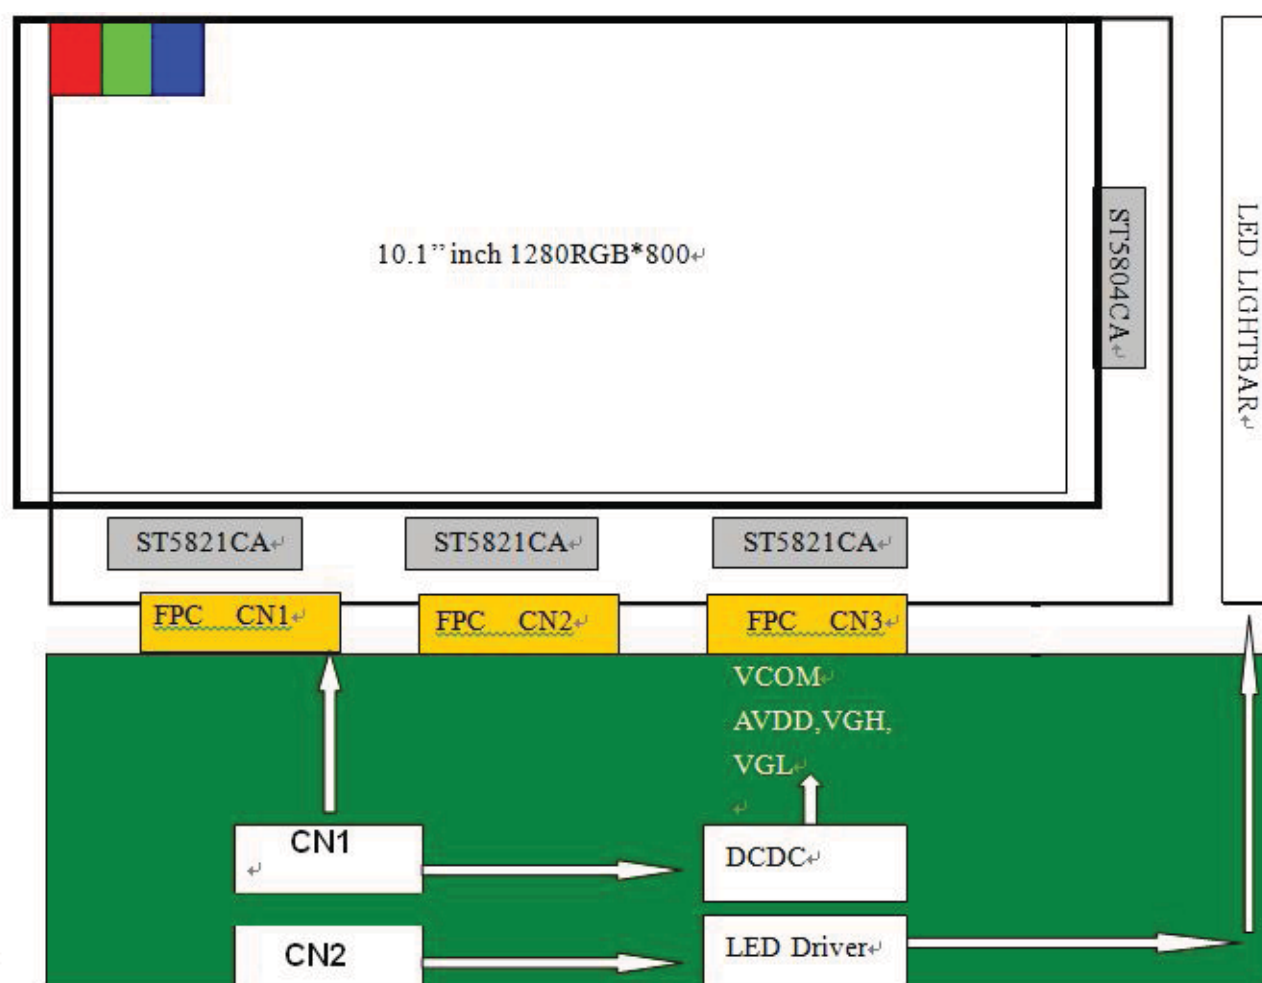 10.1” inch 1280RGB*800↵
ST5804CA↵
LED LIGHTBAR↵
ST5821CA↵
ST5821CA↵
ST5821CA↵
FPC CN1↵
FPC CN2↵
FPC CN3↵
VCOM↵
AVDD,VGH,
VGL↵
↵
CN1
↵
DCDC↵
CN2
LED Driver↵